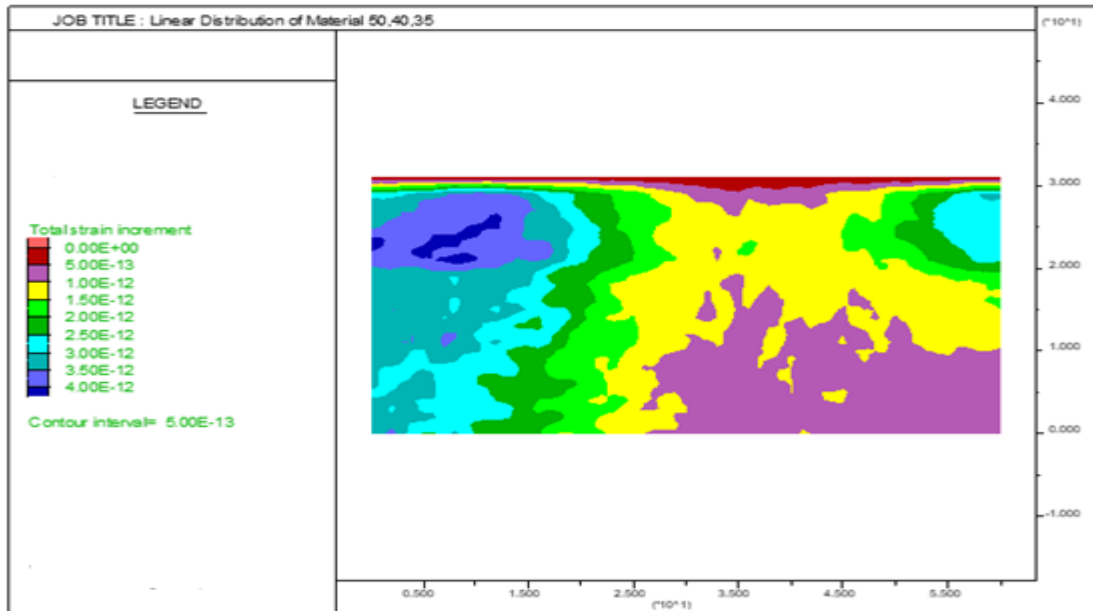 JOB TITLE : Linear Distribution of Material 50,40,35
(*10^1)
LEGEND
4.000
3.000
2.000
1.000
0.000
-1.000
Total strain increment
0.00E+00
5.00E-13
1.00E-12
1.50E-12
2.00E-12
2.50E-12
3.00E-12
3.50E-12
4.00E-12
Contour interval= 5.00E-13
0.500 1.500 2.500 3.500 4.500 5.500
(*10^1)